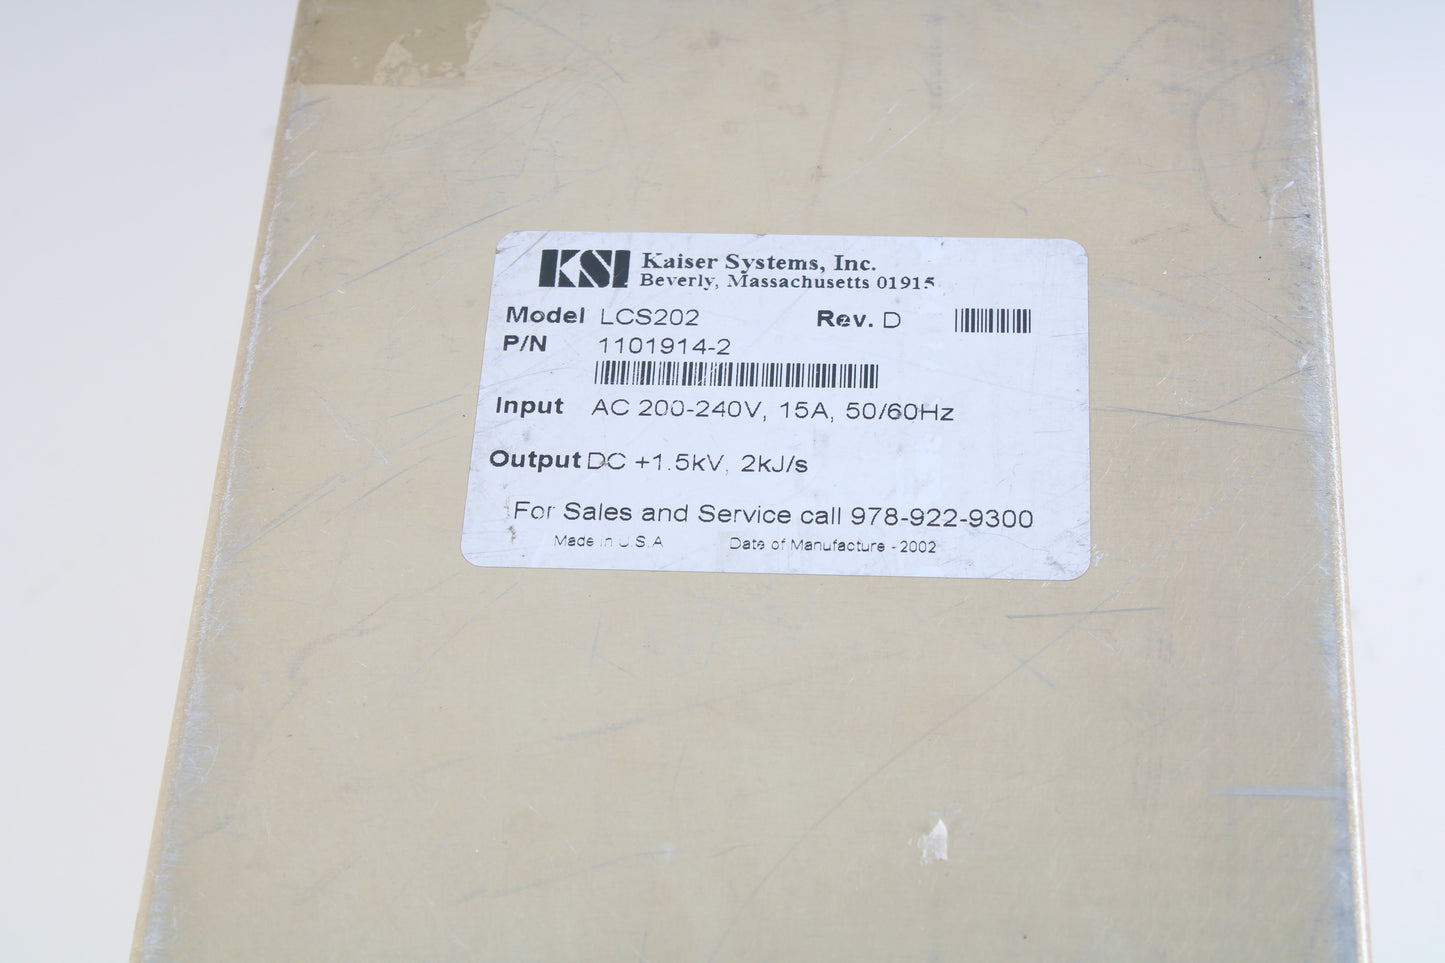 KSI Kaiser Systems, Inc.
Beverly, Massachusetts 01915
Model LCS202 Rev. D
P/N 1101914-2
Input AC 200-240V, 15A, 50/60Hz
Output DC +1.5kV, 2kJ/s
For Sales and Service call 978-922-9300
Made in U.S.A Date of Manufacture - 2002